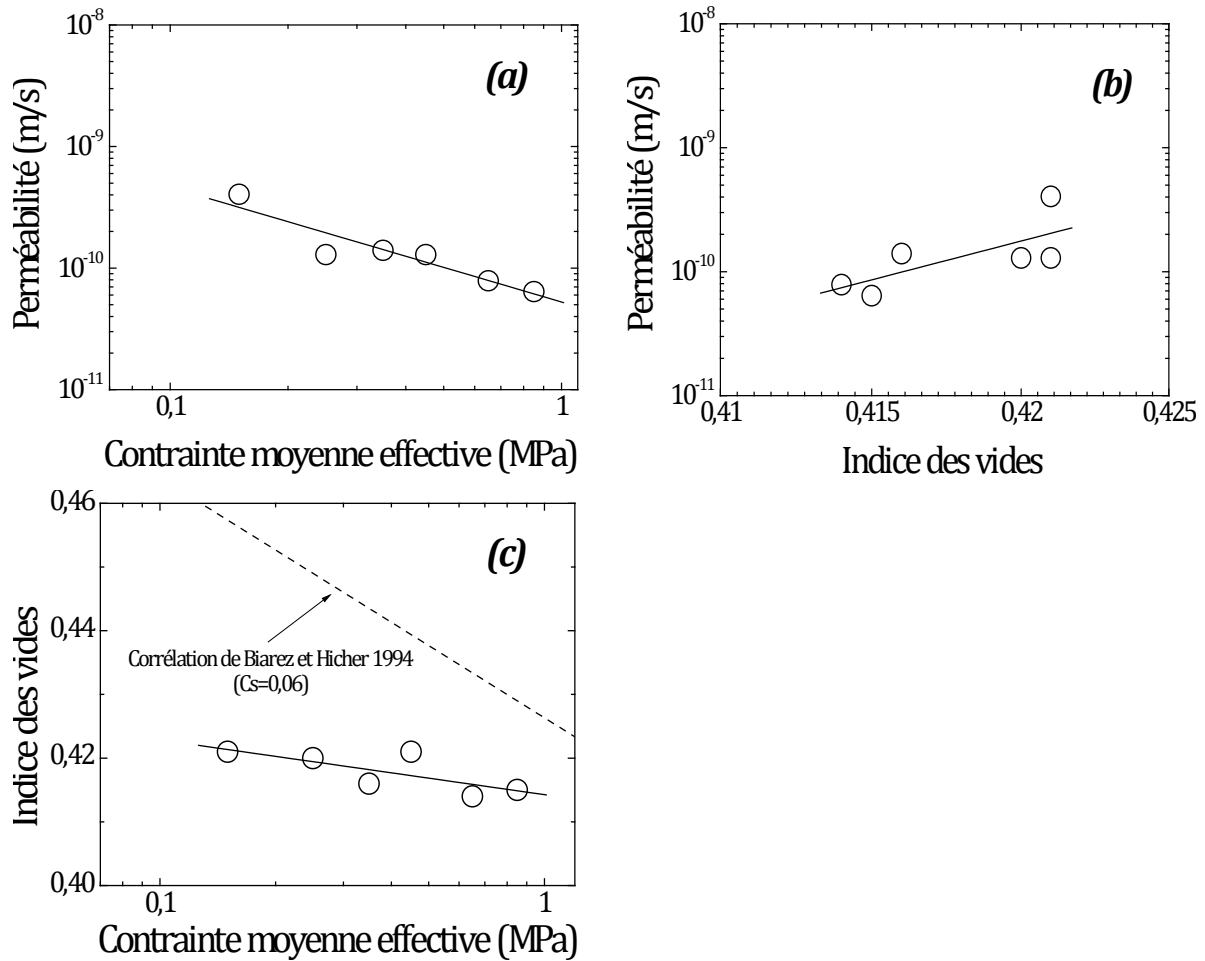 (a)
Perméabilité (m/s)
10-8
10-9
10-10
10-11
0,1
1
Contrainte moyenne effective (MPa)
(b)
Perméabilité (m/s)
10-8
10-9
10-10
10-11
0,41
0,415
0,42
0,425
Indice des vides
(c)
Indice des vides
0,46
0,44
0,42
0,40
Corrélation de Biarez et Hicher 1994
(Cs=0,06)
0,1
1
Contrainte moyenne effective (MPa)